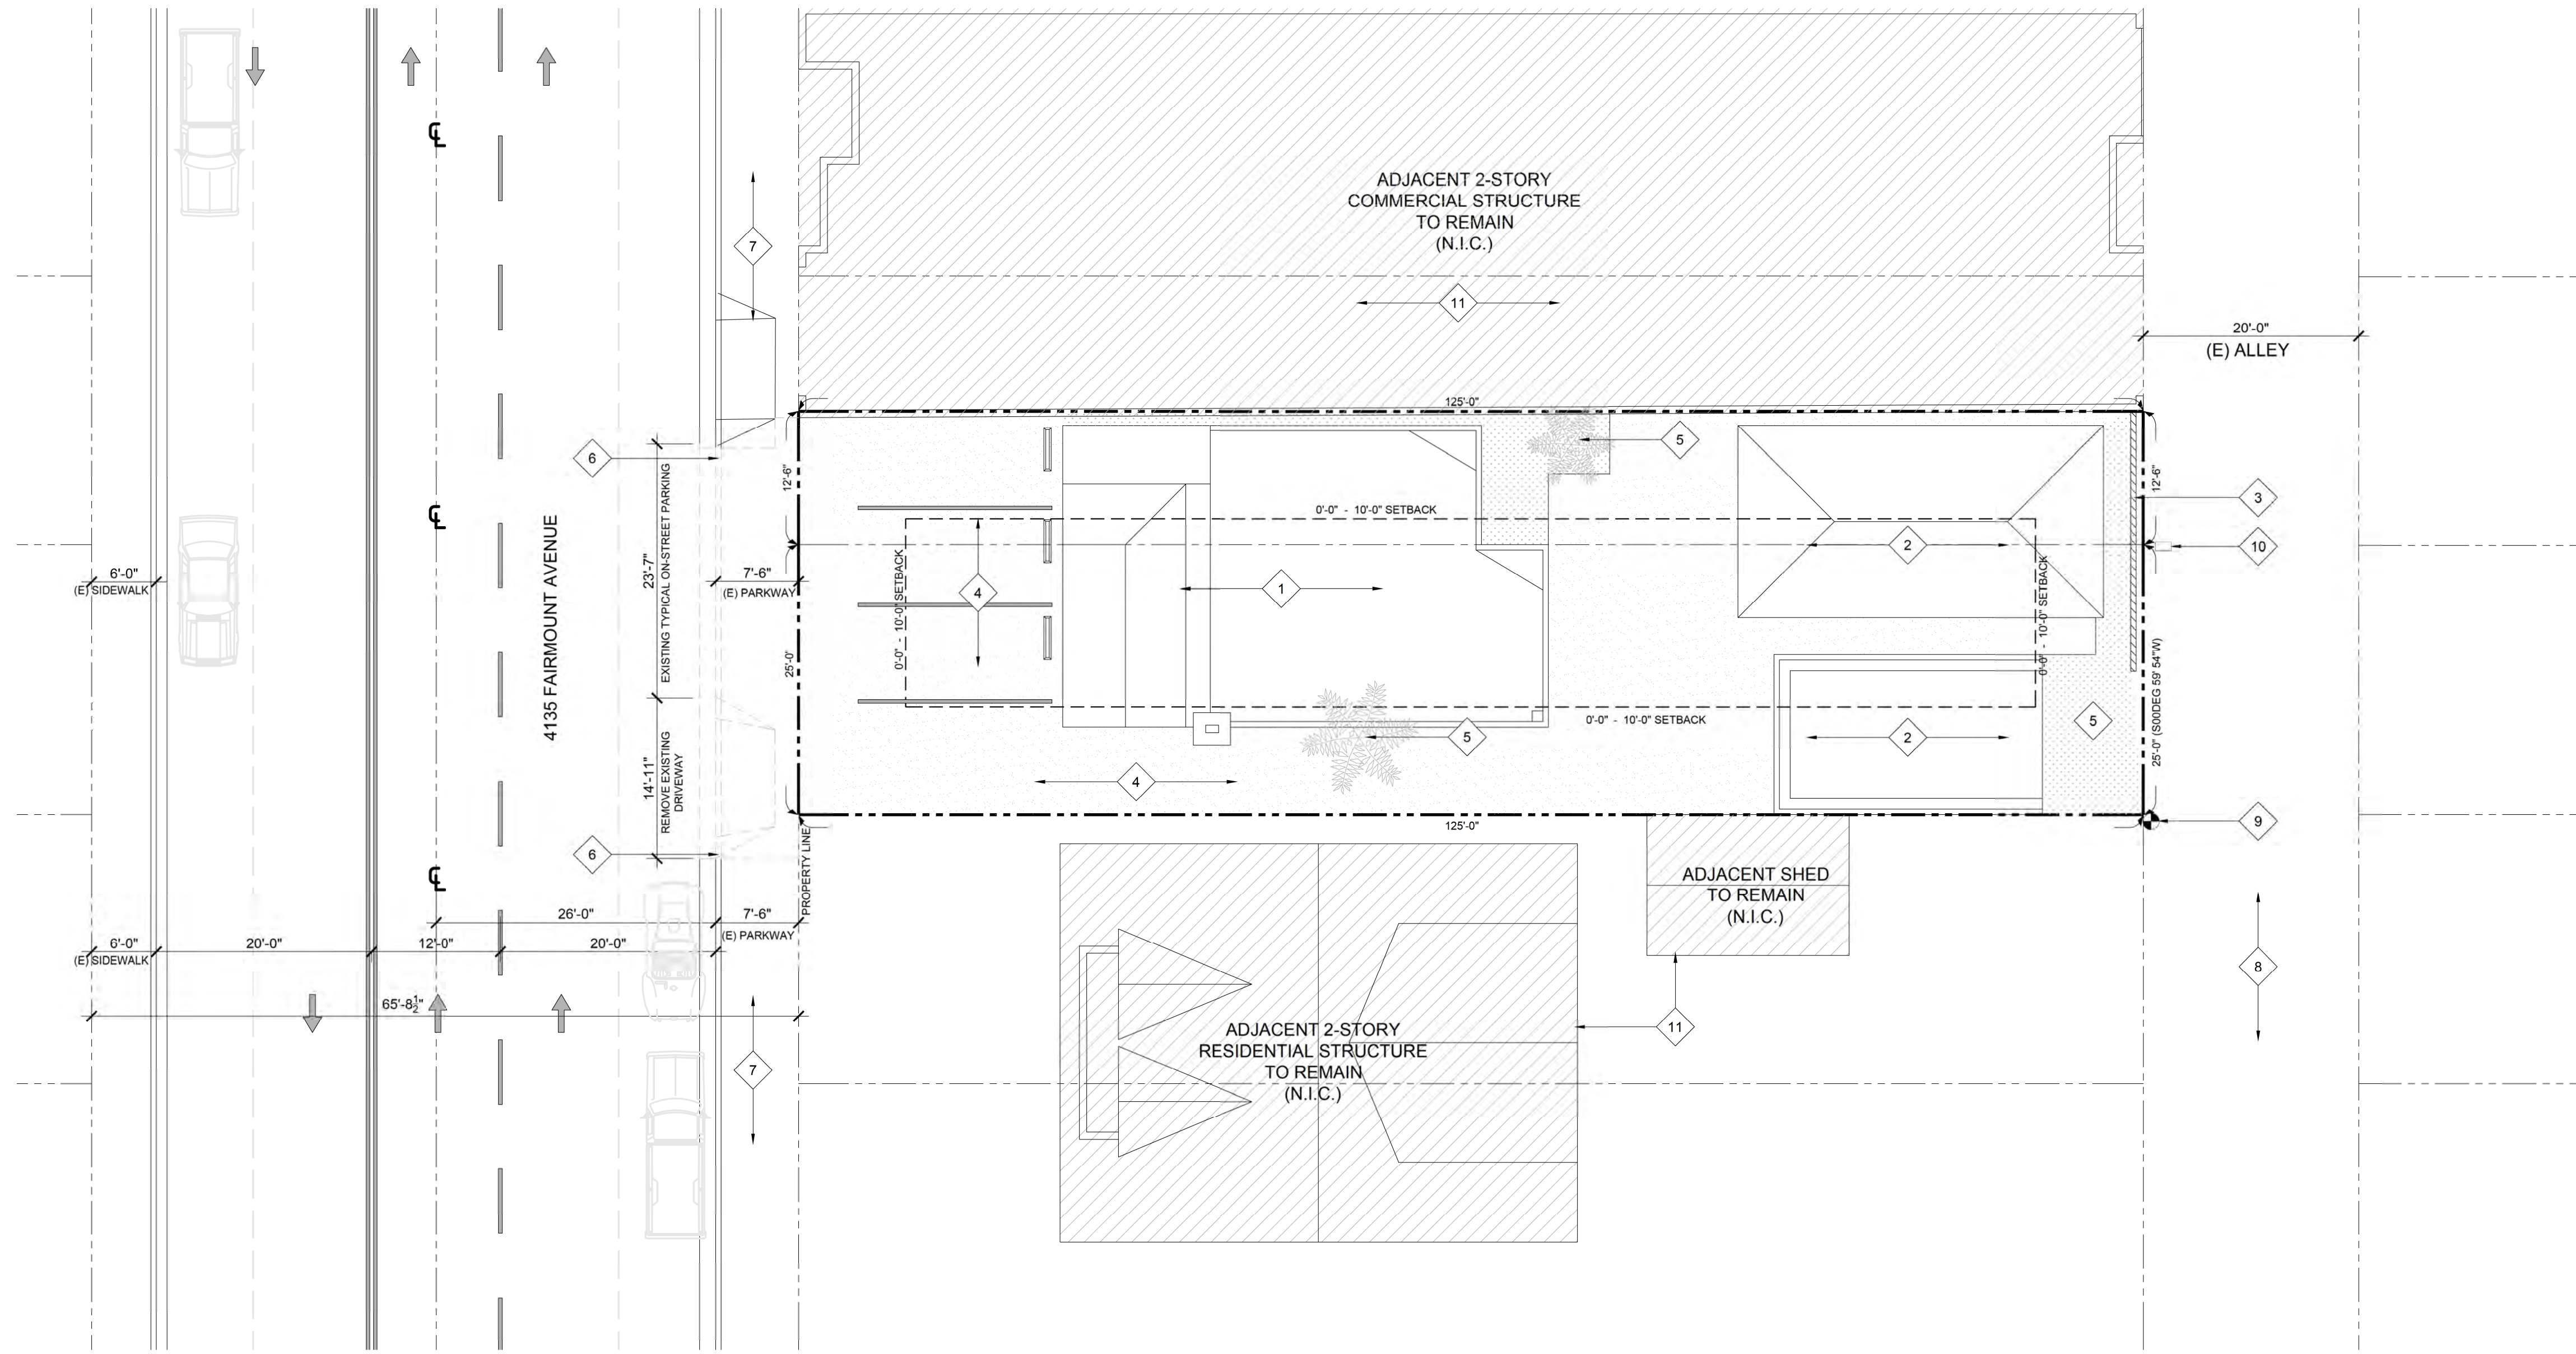 ADJACENT 2-STORY
COMMERCIAL STRUCTURE
TO REMAIN
(N.I.C.)
7
11
20'-0"
(E) ALLEY
125'-0"
6
5
12'-6"
12'-6"
3
10
0'-0" - 10'-0" SETBACK
2
23'-7"
EXISTING TYPICAL ON-STREET PARKING
4135 FAIRMOUNT AVENUE
6'-0"
(E) SIDEWALK
7'-6"
(E) PARKWAY
0'-0" - 10'-0" SETBACK
4
1
0'-0" - 10'-0" SETBACK
25'-0"
25'-0" (S00DEG 59' 54"W)
0'-0" - 10'-0" SETBACK
5
2
5
14'-11"
REMOVE EXISTING
DRIVEWAY
4
125'-0"
9
6
PROPERTY LINE
ADJACENT SHED
TO REMAIN
(N.I.C.)
26'-0"
7'-6"
(E) PARKWAY
6'-0"
(E) SIDEWALK
20'-0"
12'-0"
20'-0"
8
65'-8½"
11
ADJACENT 2-STORY
RESIDENTIAL STRUCTURE
TO REMAIN
(N.I.C.)
7